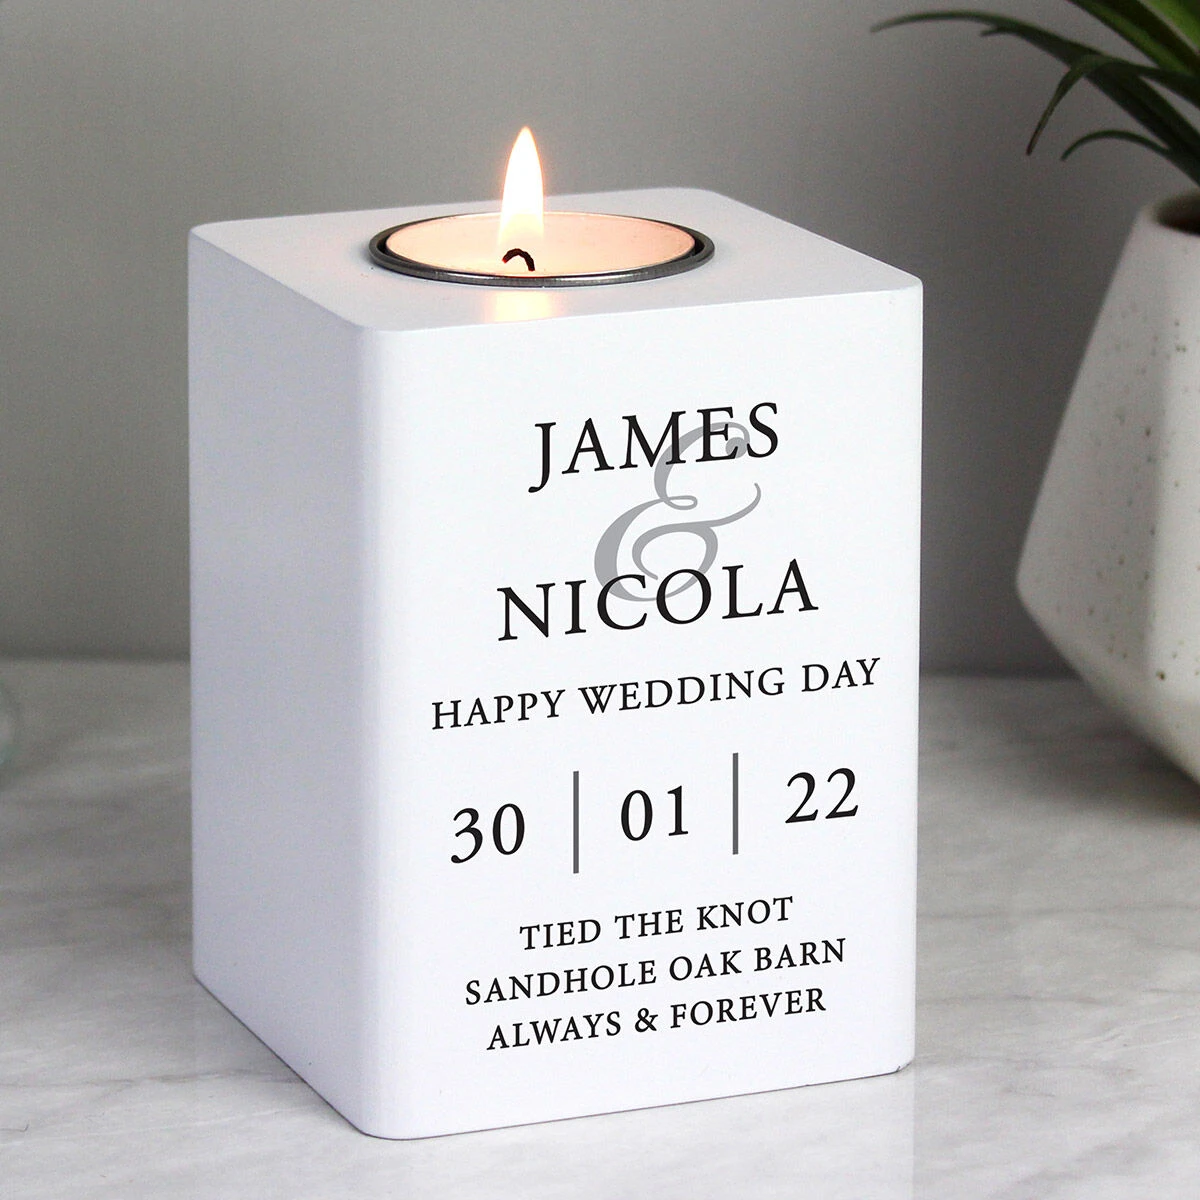 JAMES
&
NICOLA
HAPPY WEDDING DAY
30 | 01 | 22
TIED THE KNOT
SANDHOLE OAK BARN
ALWAYS & FOREVER